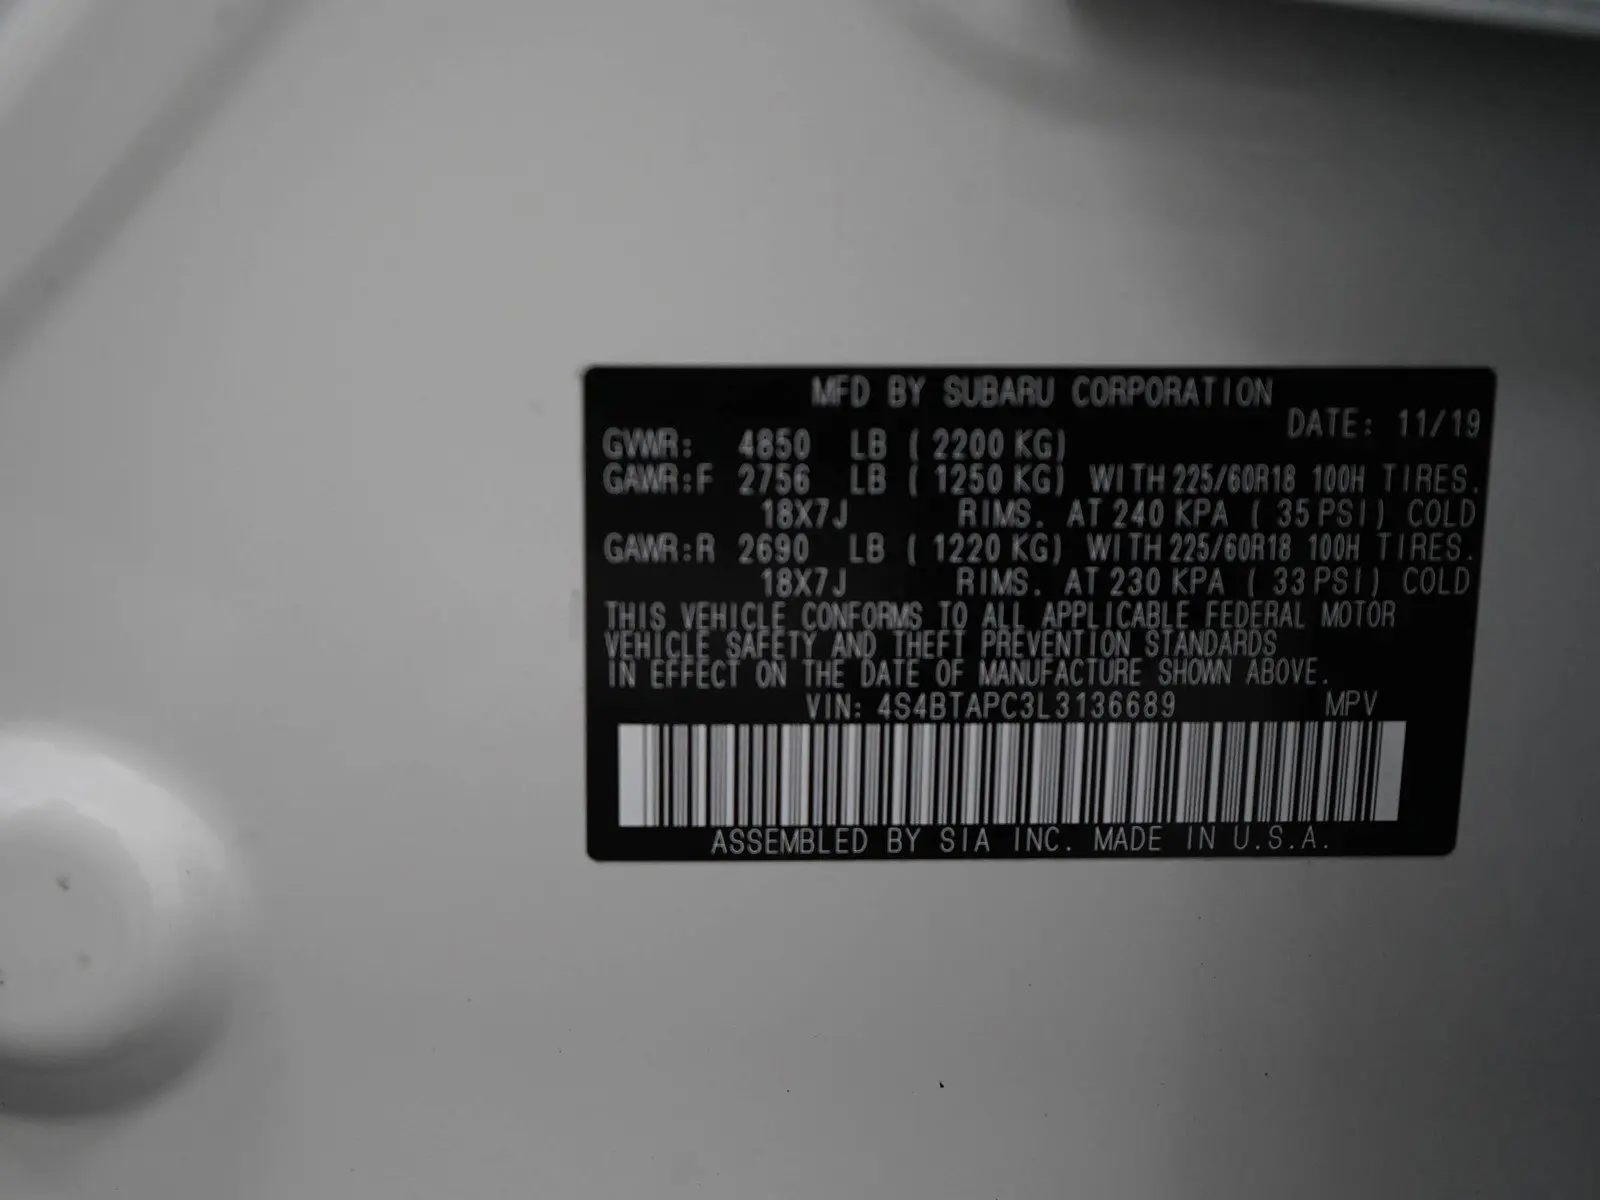 MFD BY SUBARU CORPORATION
DATE: 11/19
GVWR: 4850 LB ( 2200 KG)
GAWR:F 2756 LB ( 1250 KG) WITH 225/60R18 100H TIRES.
18X7J RIMS. AT 240 KPA ( 35 PSI) COLD
GAWR:R 2690 LB ( 1220 KG) WITH 225/60R18 100H TIRES.
18X7J RIMS. AT 230 KPA ( 33 PSI) COLD
THIS VEHICLE CONFORMS TO ALL APPLICABLE FEDERAL MOTOR
VEHICLE SAFETY AND THEFT PREVENTION STANDARDS
IN EFFECT ON THE DATE OF MANUFACTURE SHOWN ABOVE.
VIN: 4S4BTAPC3L3136689 MPV
ASSEMBLED BY SIA INC. MADE IN U.S.A.